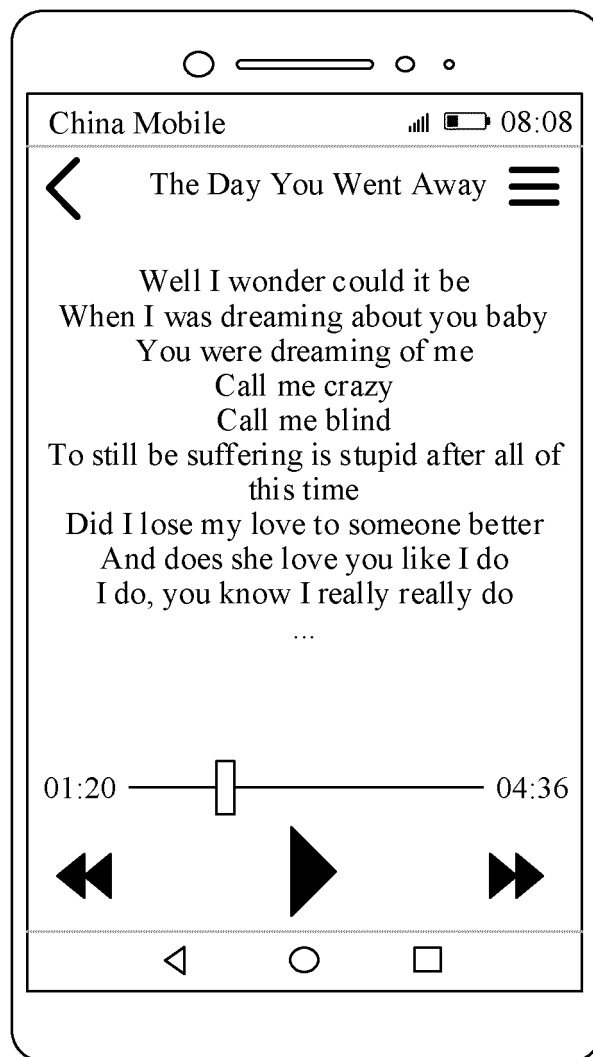 China Mobile 08:08
The Day You Went Away
Well I wonder could it be
When I was dreaming about you baby
You were dreaming of me
Call me crazy
Call me blind
To still be suffering is stupid after all of
this time
Did I lose my love to someone better
And does she love you like I do
I do, you know I really really do
...
01:20 04:36